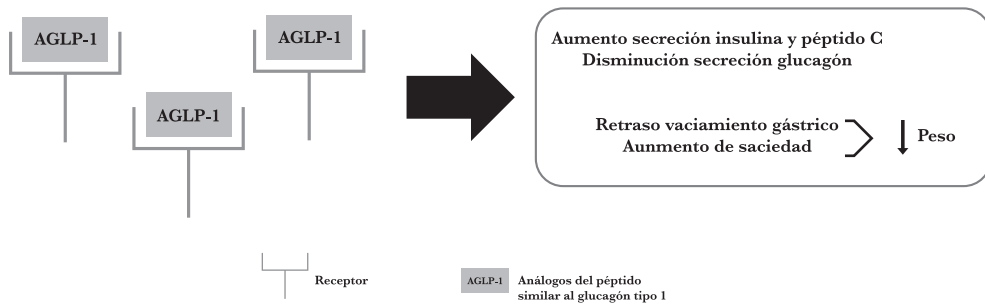 AGLP-1
AGLP-1
AGLP-1
Aumento secreción insulina y péptido C
Disminución secreción glucagón
Retraso vaciamiento gástrico
Aunmento de saciedad
Peso
Receptor
AGLP-1
Análogos del péptido
similar al glucagón tipo 1